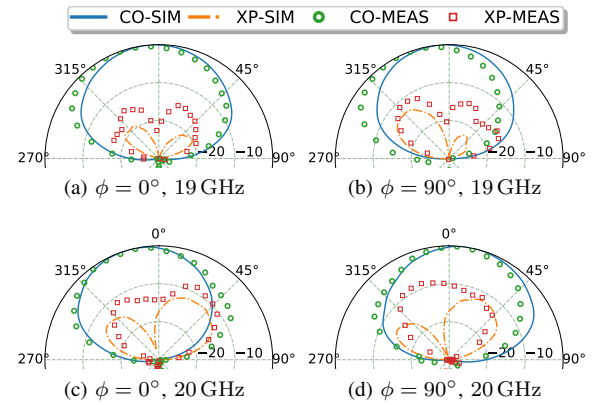 CO-SIM XP-SIM CO-MEAS XP-MEAS
315° 45° 315° 45°
270° −20 −10 90° 270° −20 −10 90°
(a) ϕ = 0°, 19 GHz (b) ϕ = 90°, 19 GHz
0° 0°
315° 45° 315° 45°
270° −20 −10 90° 270° −20 −10 90°
(c) ϕ = 0°, 20 GHz (d) ϕ = 90°, 20 GHz